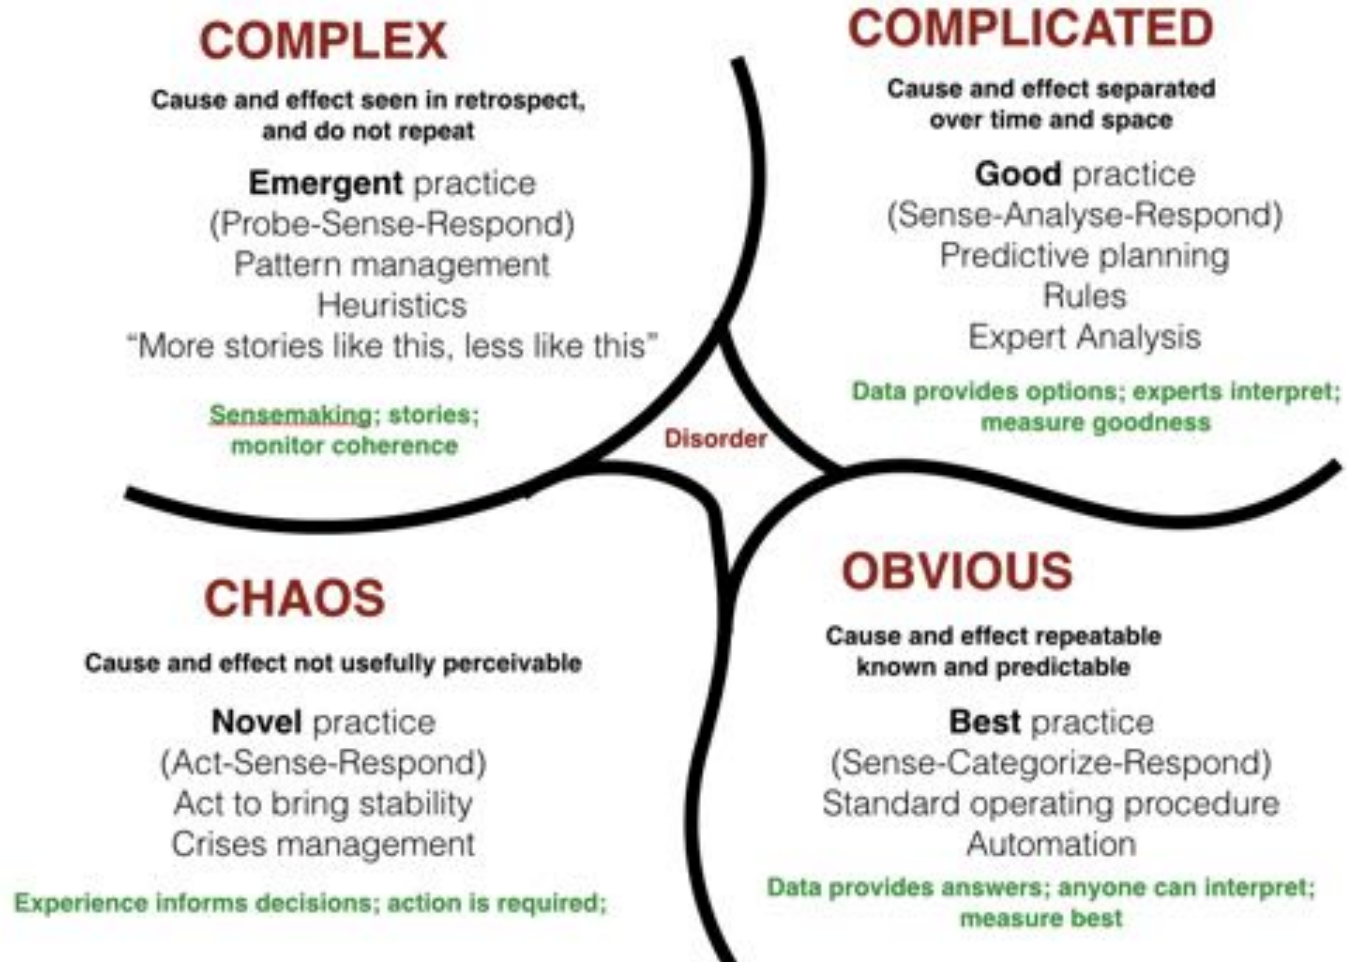 COMPLEX
Cause and effect seen in retrospect,
and do not repeat
Emergent practice
(Probe-Sense-Respond)
Pattern management
Heuristics
“More stories like this, less like this”
Sensemaking; stories;
monitor coherence
COMPLICATED
Cause and effect separated
over time and space
Good practice
(Sense-Analyse-Respond)
Predictive planning
Rules
Expert Analysis
Data provides options; experts interpret;
measure goodness
Disorder
CHAOS
Cause and effect not usefully perceivable
Novel practice
(Act-Sense-Respond)
Act to bring stability
Crises management
Experience informs decisions; action is required;
OBVIOUS
Cause and effect repeatable
known and predictable
Best practice
(Sense-Categorize-Respond)
Standard operating procedure
Automation
Data provides answers; anyone can interpret;
measure best